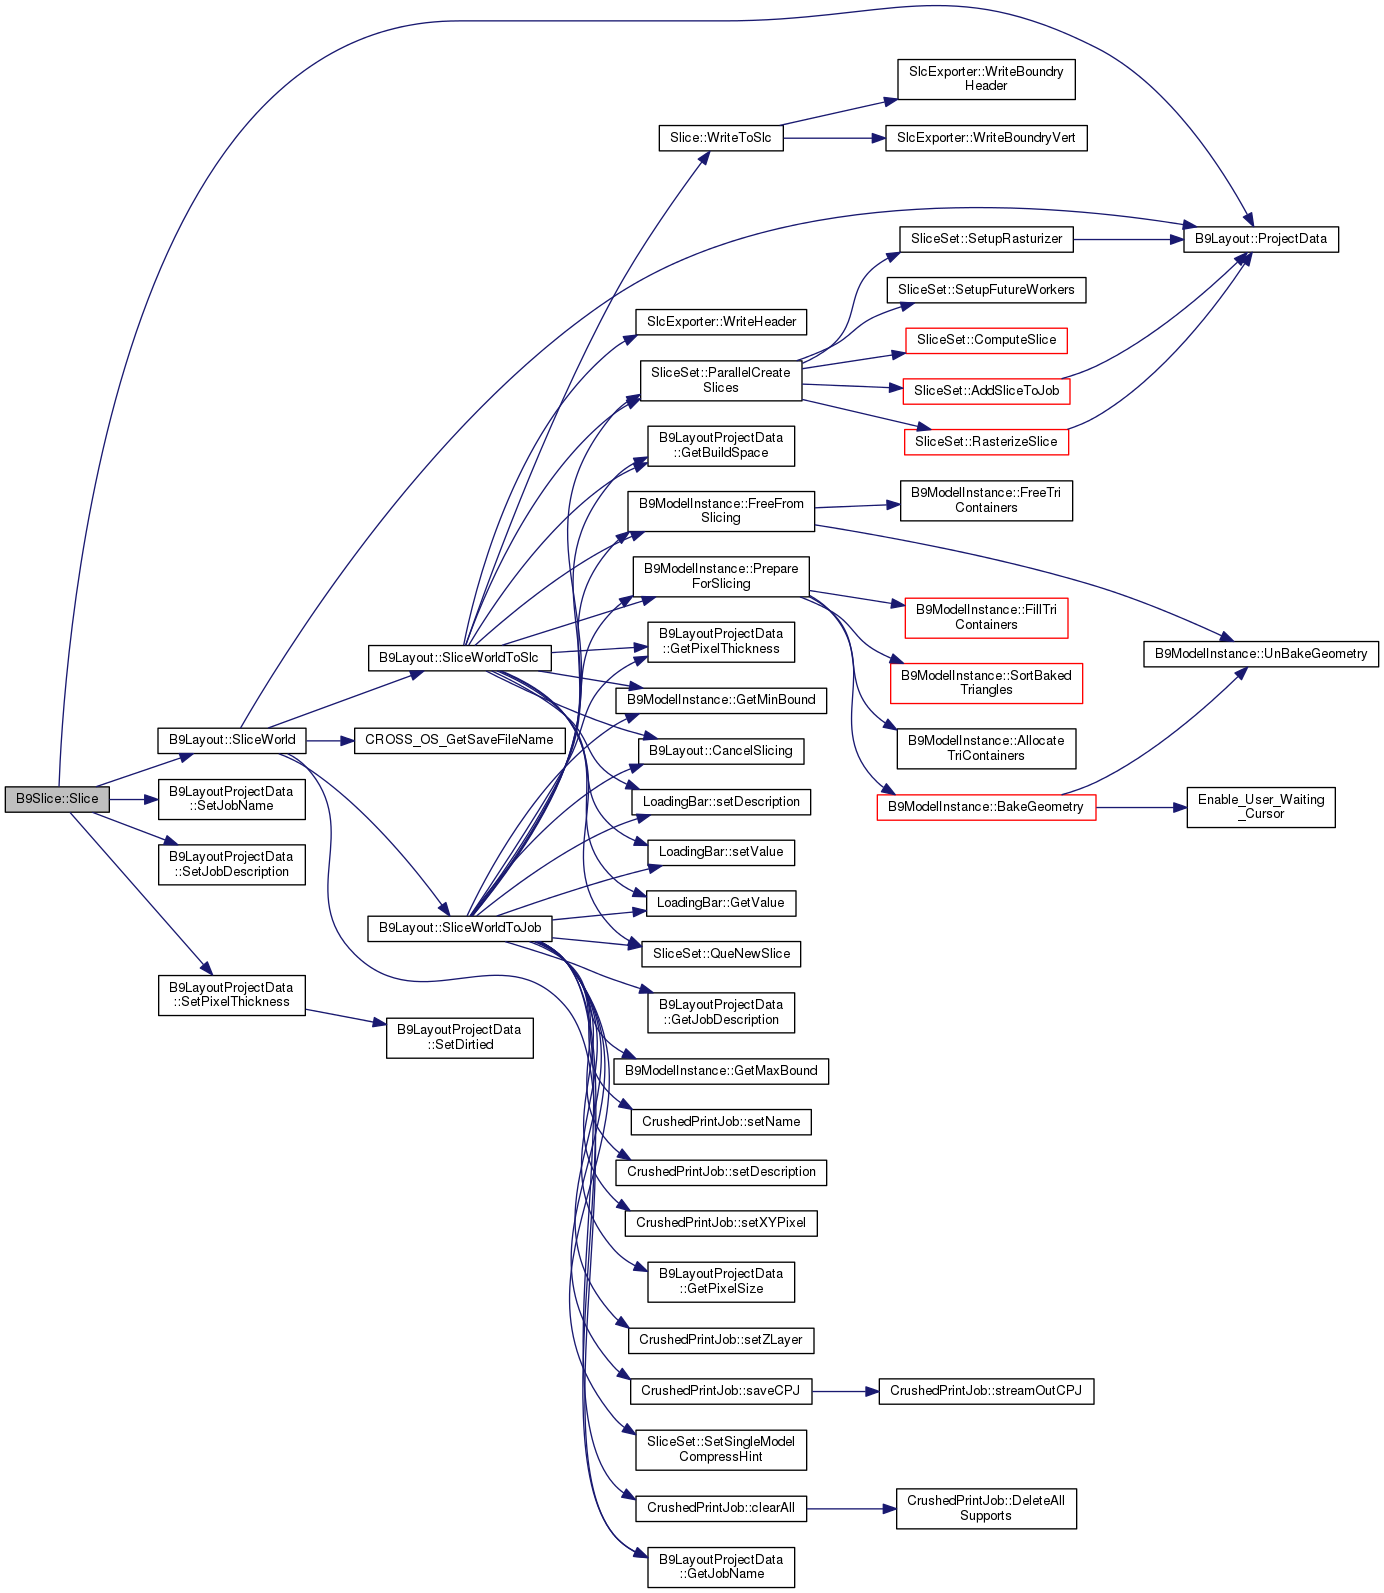 SlcExporter::WriteBoundry
Header
Slice::WriteToSlc
SlcExporter::WriteBoundryVert
SliceSet::SetupRasturizer
B9Layout::ProjectData
SliceSet::SetupFutureWorkers
SlcExporter::WriteHeader
SliceSet::ComputeSlice
SliceSet::ParallelCreate
Slices
SliceSet::AddSliceToJob
SliceSet::RasterizeSlice
B9LayoutProjectData
::GetBuildSpace
B9ModelInstance::FreeFrom
Slicing
B9ModelInstance::FreeTri
Containers
B9ModelInstance::Prepare
ForSlicing
B9ModelInstance::FillTri
Containers
B9LayoutProjectData
::GetPixelThickness
B9ModelInstance::UnBakeGeometry
B9Layout::SliceWorldToSlc
B9ModelInstance::SortBaked
Triangles
B9ModelInstance::GetMinBound
B9Layout::SliceWorld
CROSS_OS_GetSaveFileName
B9Layout::CancelSlicing
B9ModelInstance::Allocate
TriContainers
B9Slice::Slice
B9LayoutProjectData
::SetJobName
LoadingBar::setDescription
B9ModelInstance::BakeGeometry
Enable_User_Waiting
_Cursor
B9LayoutProjectData
::SetJobDescription
LoadingBar::setValue
LoadingBar::GetValue
B9Layout::SliceWorldToJob
SliceSet::QueNewSlice
B9LayoutProjectData
::SetPixelThickness
B9LayoutProjectData
::GetJobDescription
B9LayoutProjectData
::SetDirtied
B9ModelInstance::GetMaxBound
CrushedPrintJob::setName
CrushedPrintJob::setDescription
CrushedPrintJob::setXYPixel
B9LayoutProjectData
::GetPixelSize
CrushedPrintJob::setZLayer
CrushedPrintJob::saveCPJ
CrushedPrintJob::streamOutCPJ
SliceSet::SetSingleModel
CompressHint
CrushedPrintJob::clearAll
CrushedPrintJob::DeleteAll
Supports
B9LayoutProjectData
::GetJobName